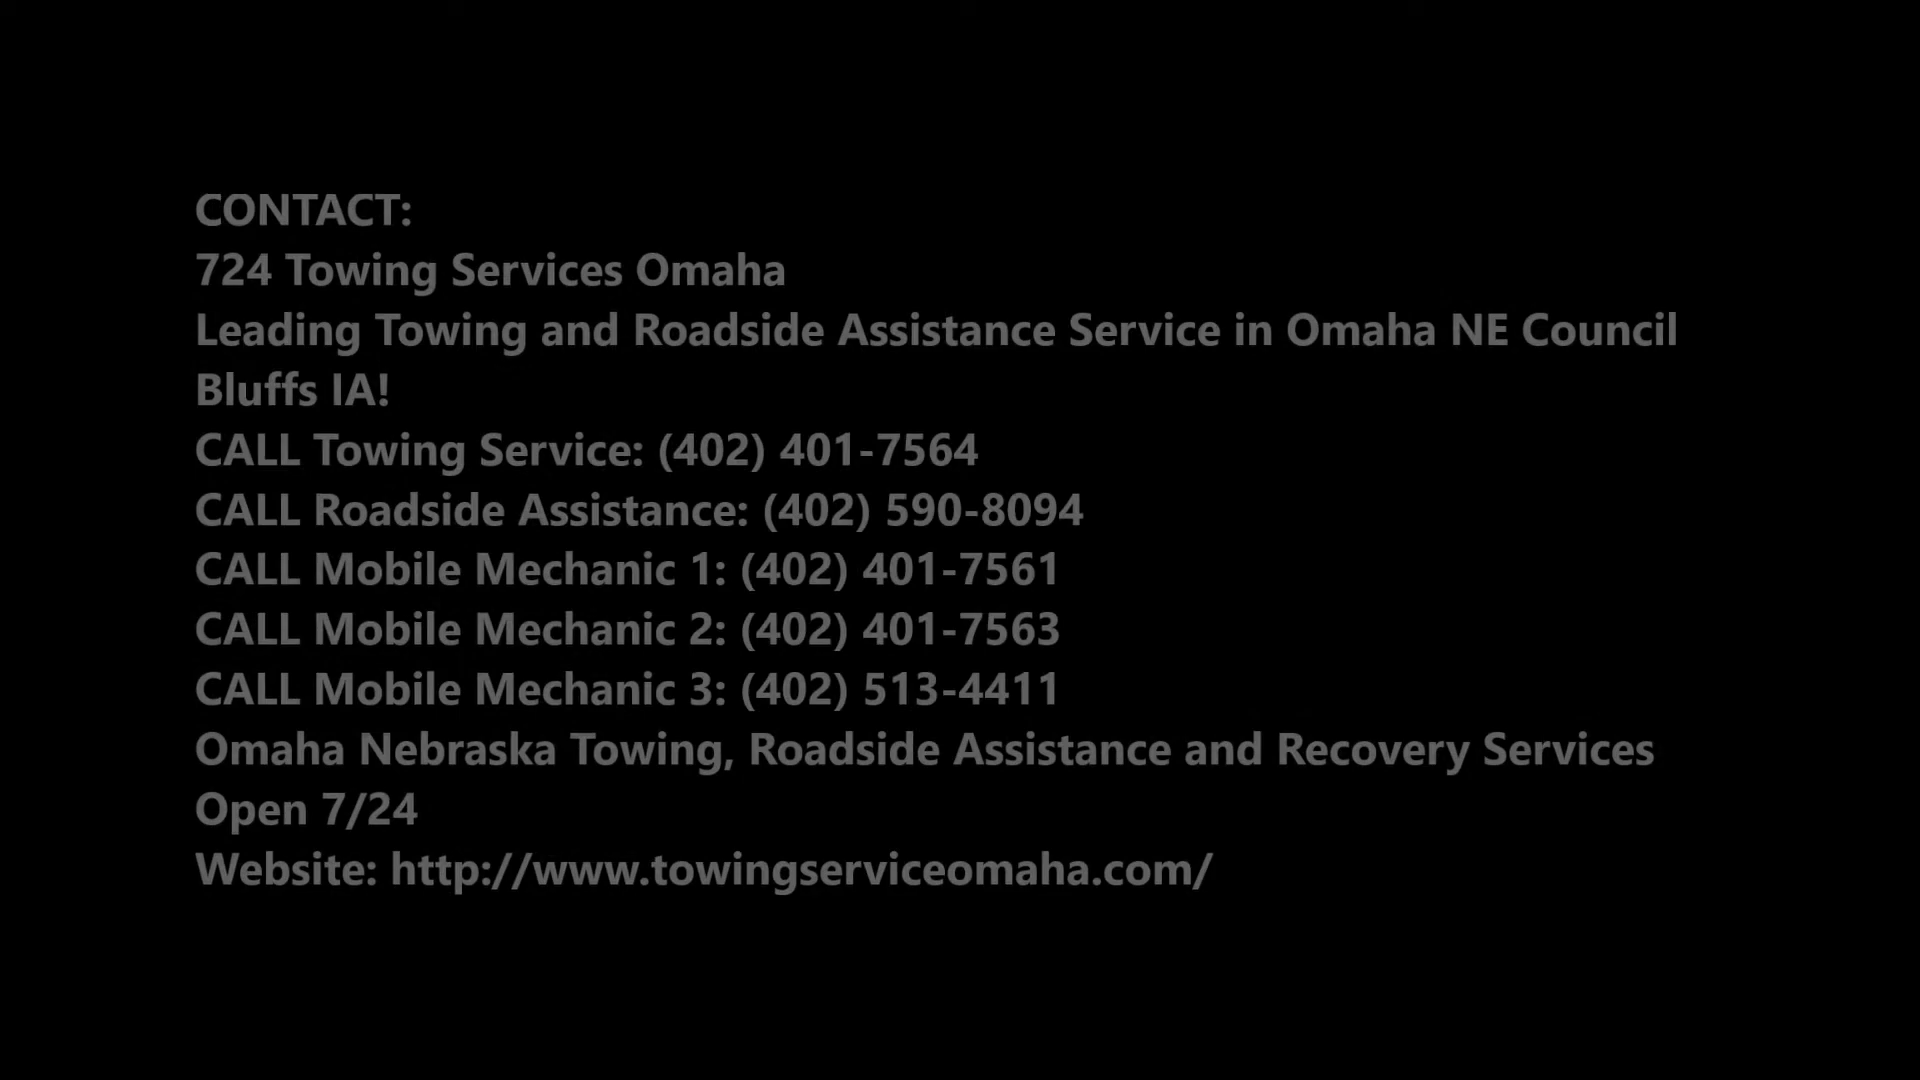 CONTACT:
724 Towing Services Omaha
Leading Towing and Roadside Assistance Service in Omaha NE Council
Bluffs IA!
CALL Towing Service: (402) 401-7564
CALL Roadside Assistance: (402) 590-8094
CALL Mobile Mechanic 1: (402) 401-7561
CALL Mobile Mechanic 2: (402) 401-7563
CALL Mobile Mechanic 3: (402) 513-4411
Omaha Nebraska Towing, Roadside Assistance and Recovery Services
Open 7/24
Website: http://www.towingserviceomaha.com/